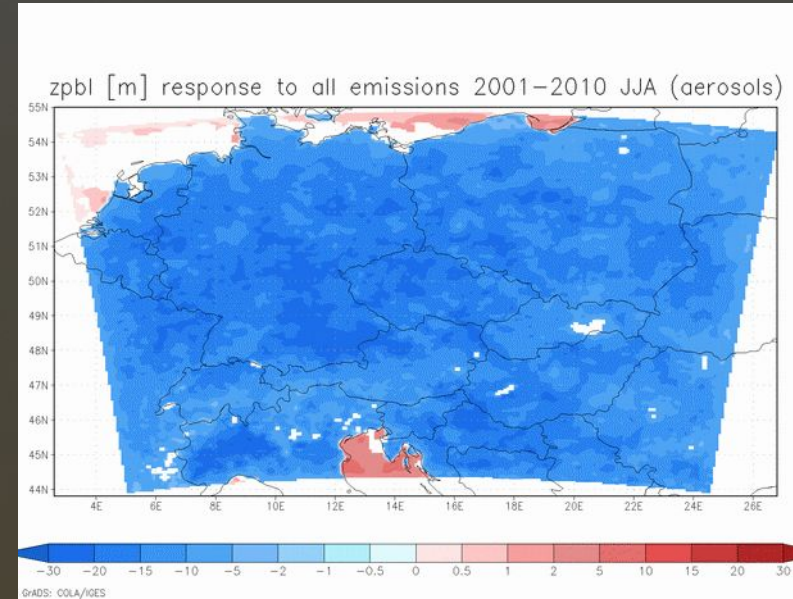 zpbl [m] response to all emissions 2001-2010 JJA (aerosols)
55N
54N
53N
52N
51N
50N
49N
48N
47N
46N
45N
44N
4E 6E 8E 10E 12E 14E 16E 18E 20E 22E 24E 26E
-30 -20 -15 -10 -5 -2 -1 -0.5 0 0.5 1 2 5 10 15 20 30
GrADS: COLA/IGES